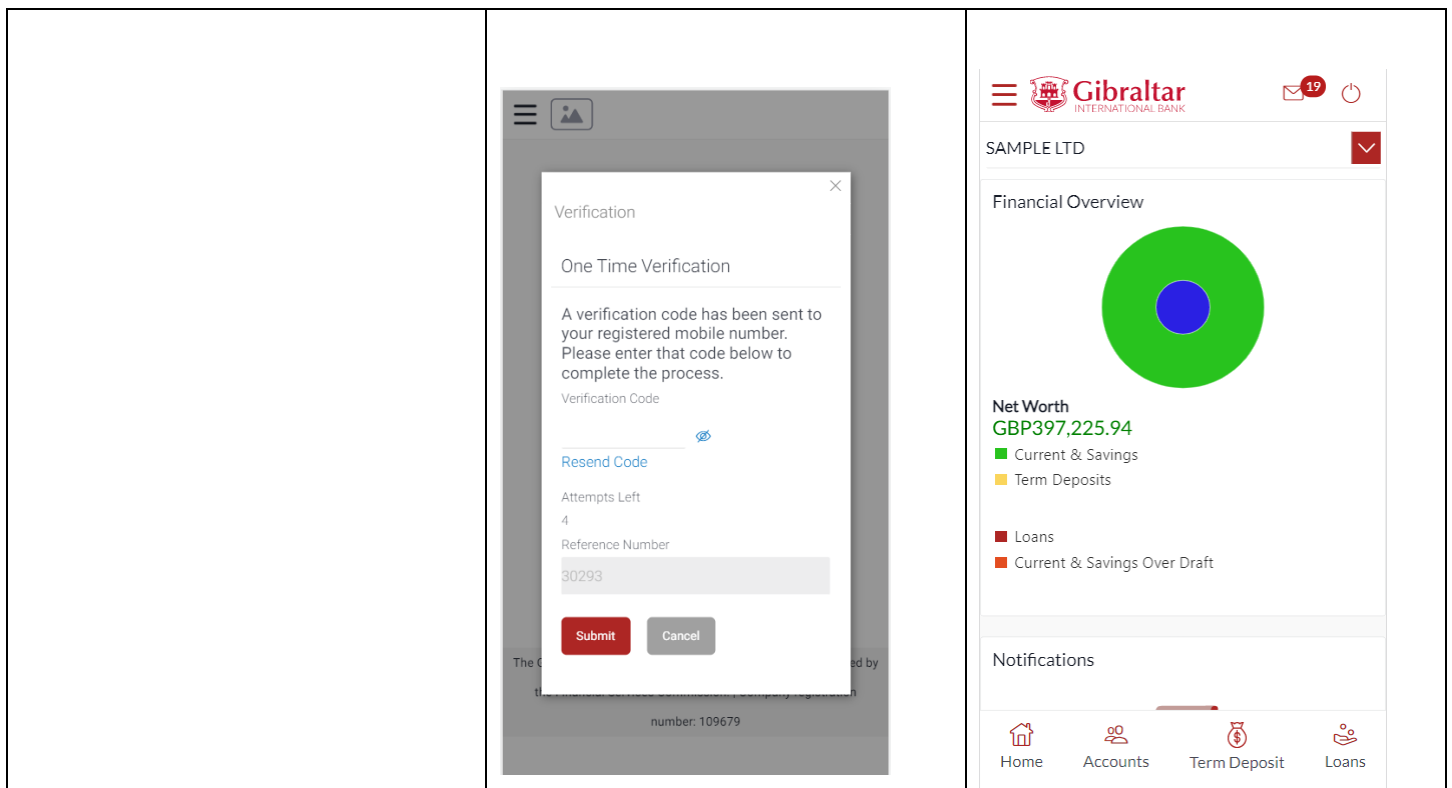 Verification
One Time Verification
A verification code has been sent to
your registered mobile number.
Please enter that code below to
complete the process.
Verification Code
Resend Code
Attempts Left
4
Reference Number
30293
Submit Cancel
The ed by
number: 109679
Gibraltar
INTERNATIONAL BANK
19
SAMPLE LTD
Financial Overview
Net Worth
GBP397,225.94
Current & Savings
Term Deposits
Loans
Current & Savings Over Draft
Notifications
Home Accounts Term Deposit Loans